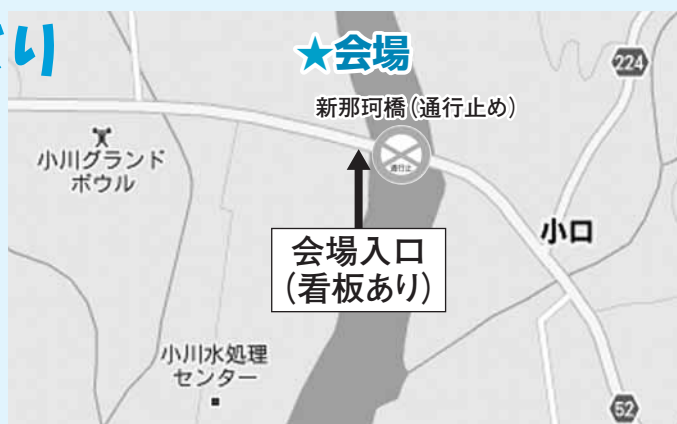 り
★会場
224
新那珂橋（通行止め）
小川グランド
ボウル
通行止
小口
会場入口
（看板あり）
小川水処理
センター
52